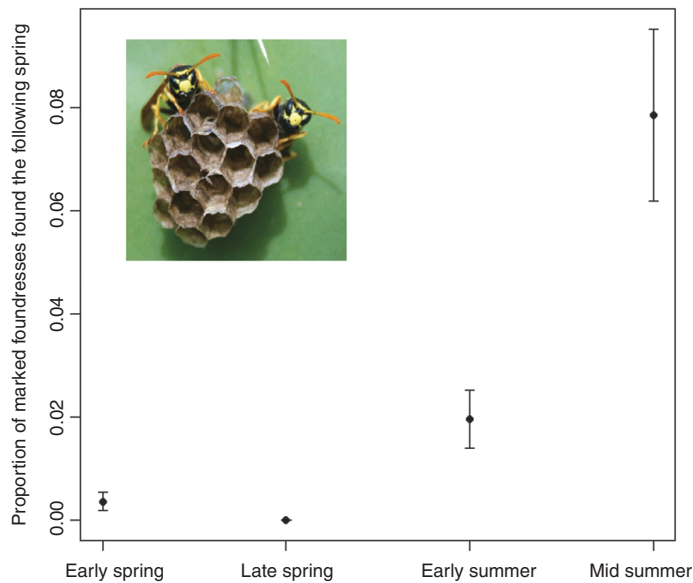 Proportion of marked foundresses found the following spring
0.08
0.06
0.04
0.02
0.00
Early spring Late spring Early summer Mid summer